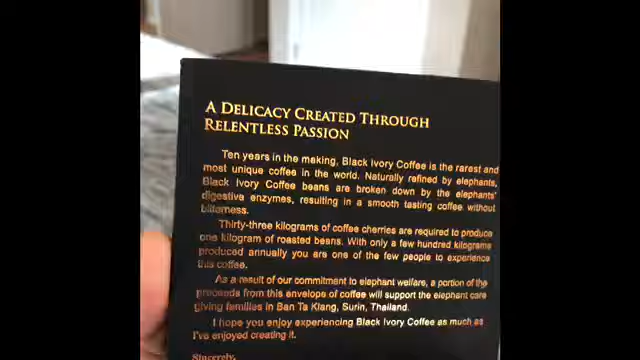 A DELICACY CREATED THROUGH
RELENTLESS PASSION
Ten years in the making, Black Ivory Coffee is the rarest and
most unique coffee in the world. Naturally refined by elephants,
Black Ivory Coffee beans are broken down by the elephants'
digestive enzymes, resulting in a smooth tasting coffee without
bitterness.
Thirty-three kilograms of coffee cherries are required to produce
one kilogram of roasted beans. With only a few hundred kilograms
produced annually you are one of the few people to experience
this coffee.
As a result of our commitment to elephant welfare, a portion of the
proceeds from this envelope of coffee will support the elephant care
giving families in Ban Ta Klang, Surin, Thailand.
I hope you enjoy experiencing Black Ivory Coffee as much as
I've enjoyed creating it.
Sincerely,